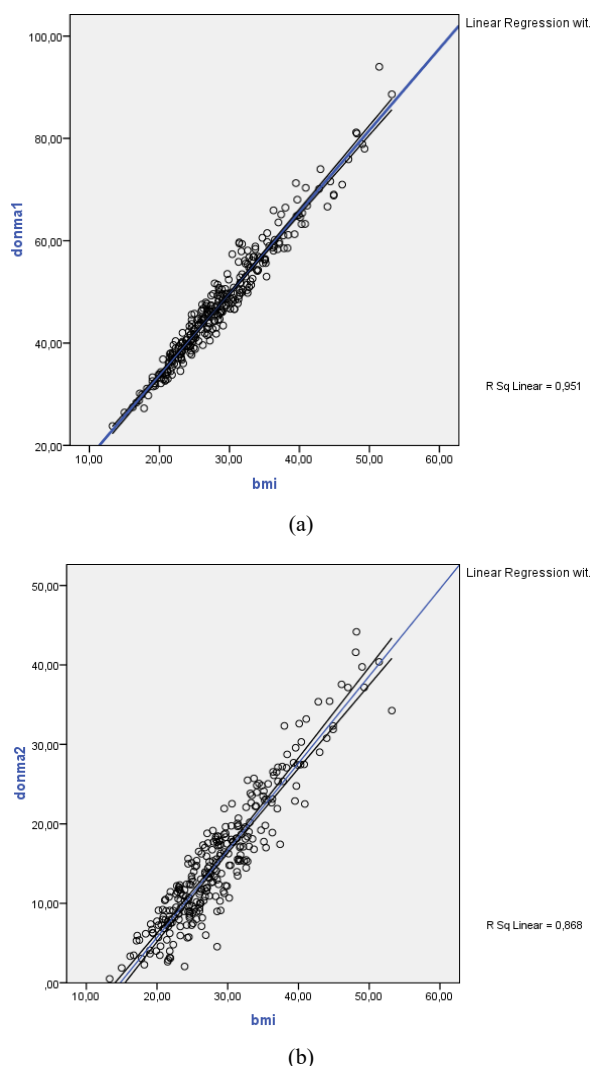 Linear Regression wit.
100,00
80,00
60,00
40,00
20,00
donma1
10,00 20,00 30,00 40,00 50,00 60,00
bmi
R Sq Linear = 0,951
(a)
Linear Regression wit.
50,00
40,00
30,00
20,00
10,00
,00
donma2
10,00 20,00 30,00 40,00 50,00 60,00
bmi
R Sq Linear = 0,868
(b)